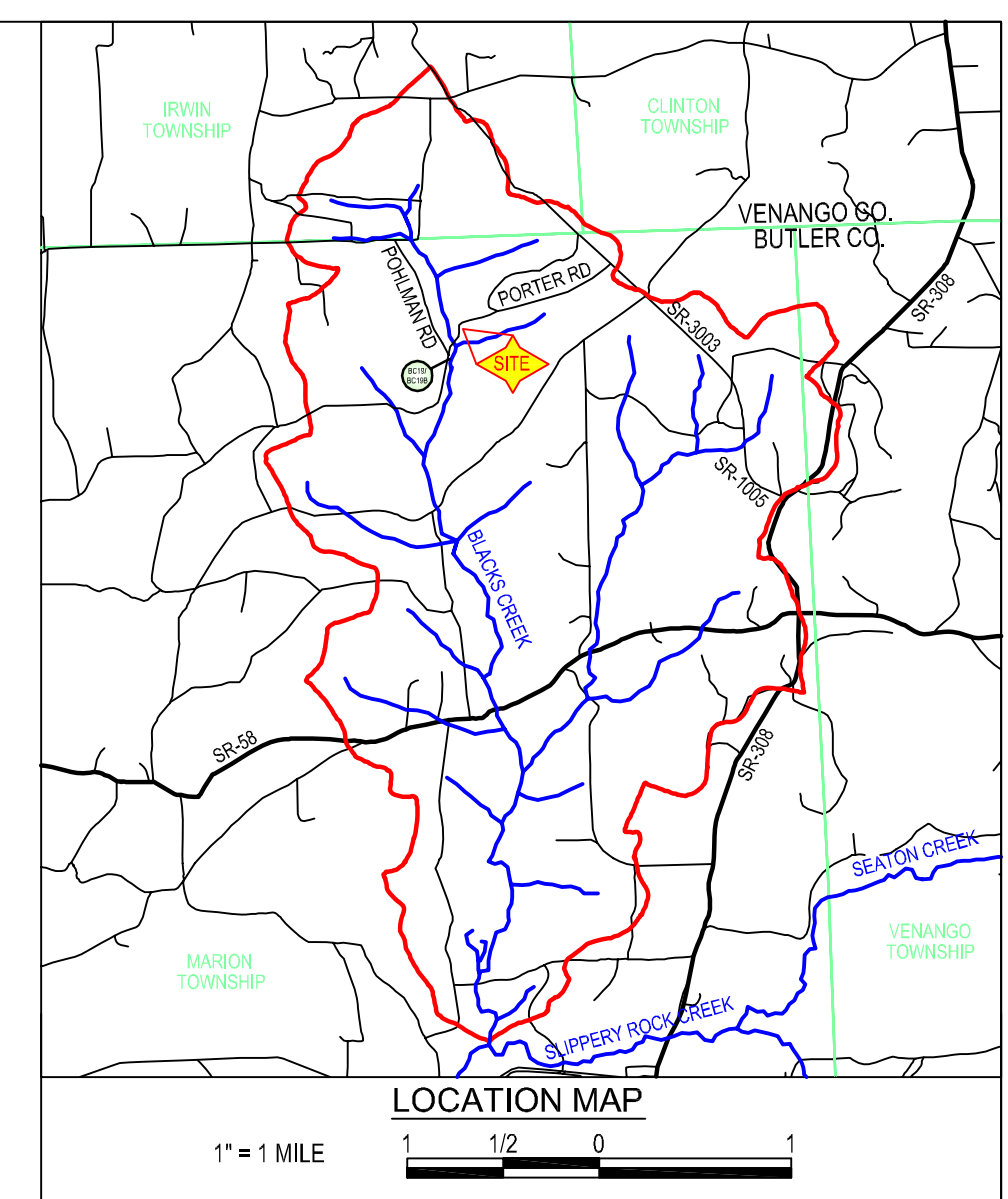 IRWIN
TOWNSHIP
CLINTON
TOWNSHIP
VENANGO CO.
BUTLER CO.
POHLMAN RD
PORTER RD
SR-308
SR-3003
BC19/
BC19B
SITE
SR-1005
BLACKS CREEK
SR-58
SR-308
SEATON CREEK
VENANGO
TOWNSHIP
MARION
TOWNSHIP
SLIPPERY ROCK CREEK
LOCATION MAP
1" = 1 MILE
1 1/2 0 1